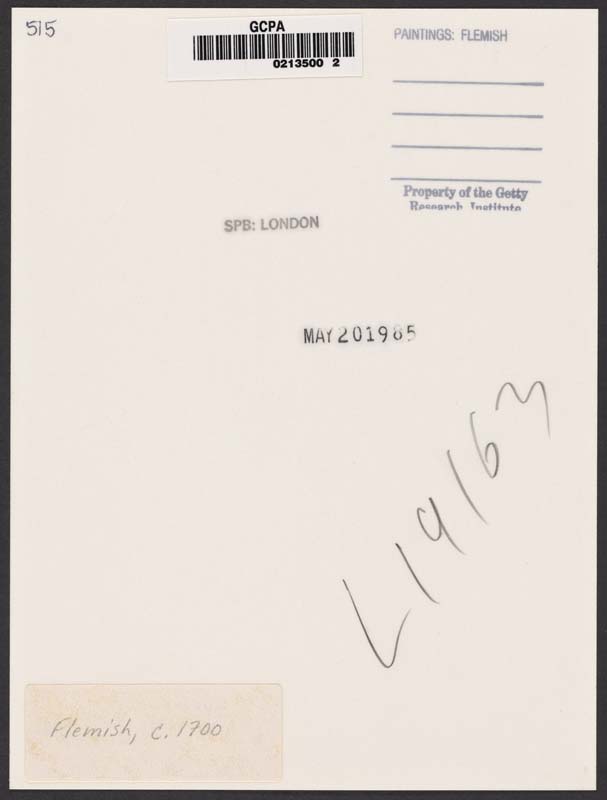 515
GCPA
0213500 2
PAINTINGS: FLEMISH
Property of the Getty
Research Institute
SPB: LONDON
MAY 20 1985
L19163
Flemish, c. 1700